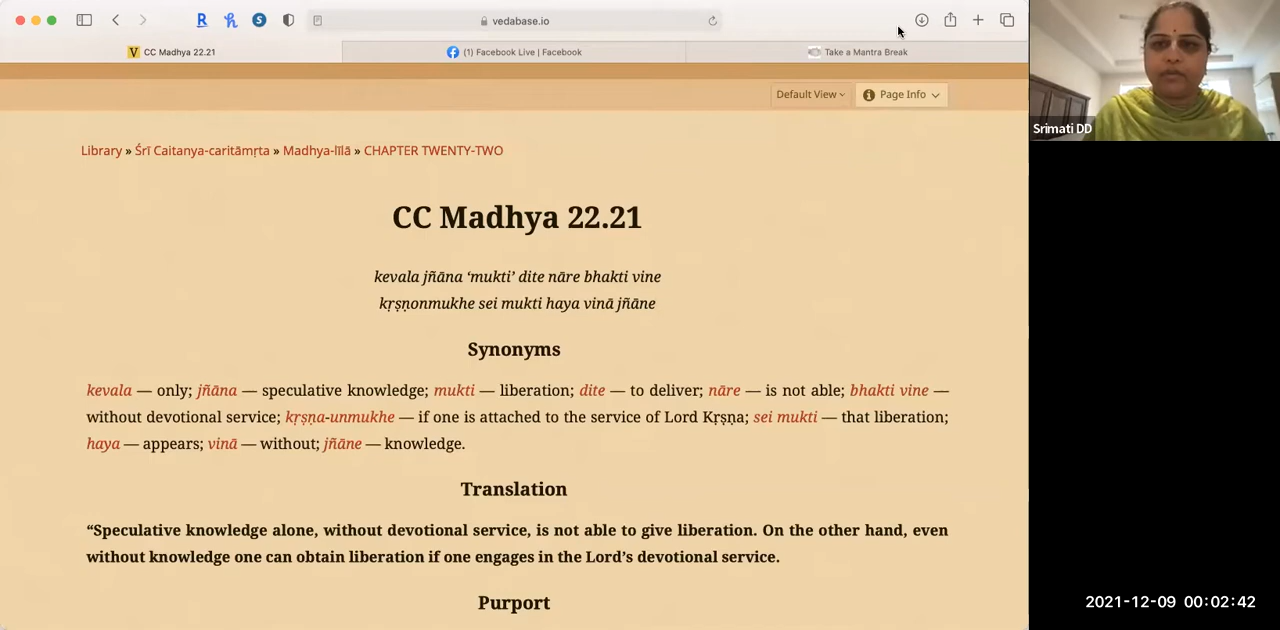 vedabase.io
CC Madhya 22.21
(1) Facebook Live | Facebook
Take a Mantra Break
Default View
Page Info
Library » Śrī Caitanya-caritāmṛta » Madhya-līlā » CHAPTER TWENTY-TWO
CC Madhya 22.21
kevala jñāna ‘mukti’ dite nāre bhakti vine
kṛṣṇonmukhe sei mukti haya vinā jñāne
Synonyms
kevala — only; jñāna — speculative knowledge; mukti — liberation; dite — to deliver; nāre — is not able; bhakti vine —
without devotional service; kṛṣṇa-unmukhe — if one is attached to the service of Lord Kṛṣṇa; sei mukti — that liberation;
haya — appears; vinā — without; jñāne — knowledge.
Translation
“Speculative knowledge alone, without devotional service, is not able to give liberation. On the other hand, even
without knowledge one can obtain liberation if one engages in the Lord’s devotional service.
Purport
Srimati DD
2021-12-09 00:02:42